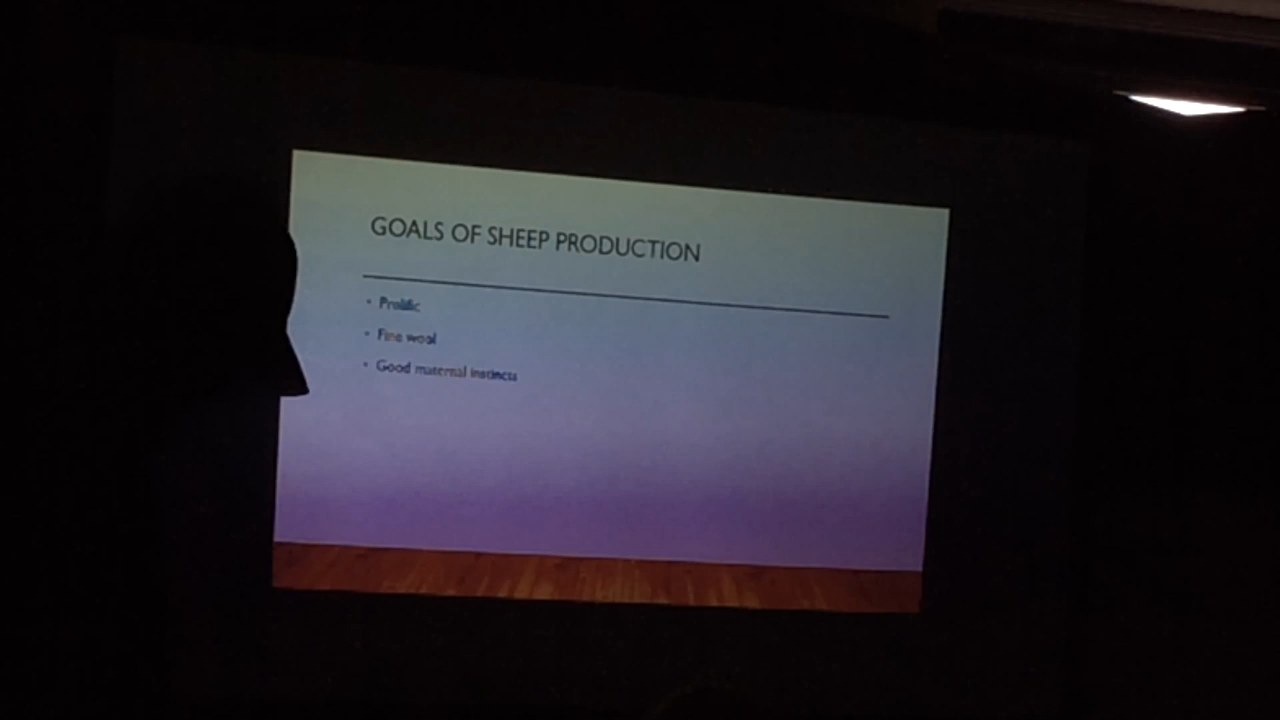 GOALS OF SHEEP PRODUCTION
• Prolific
• Fine wool
• Good maternal instincts